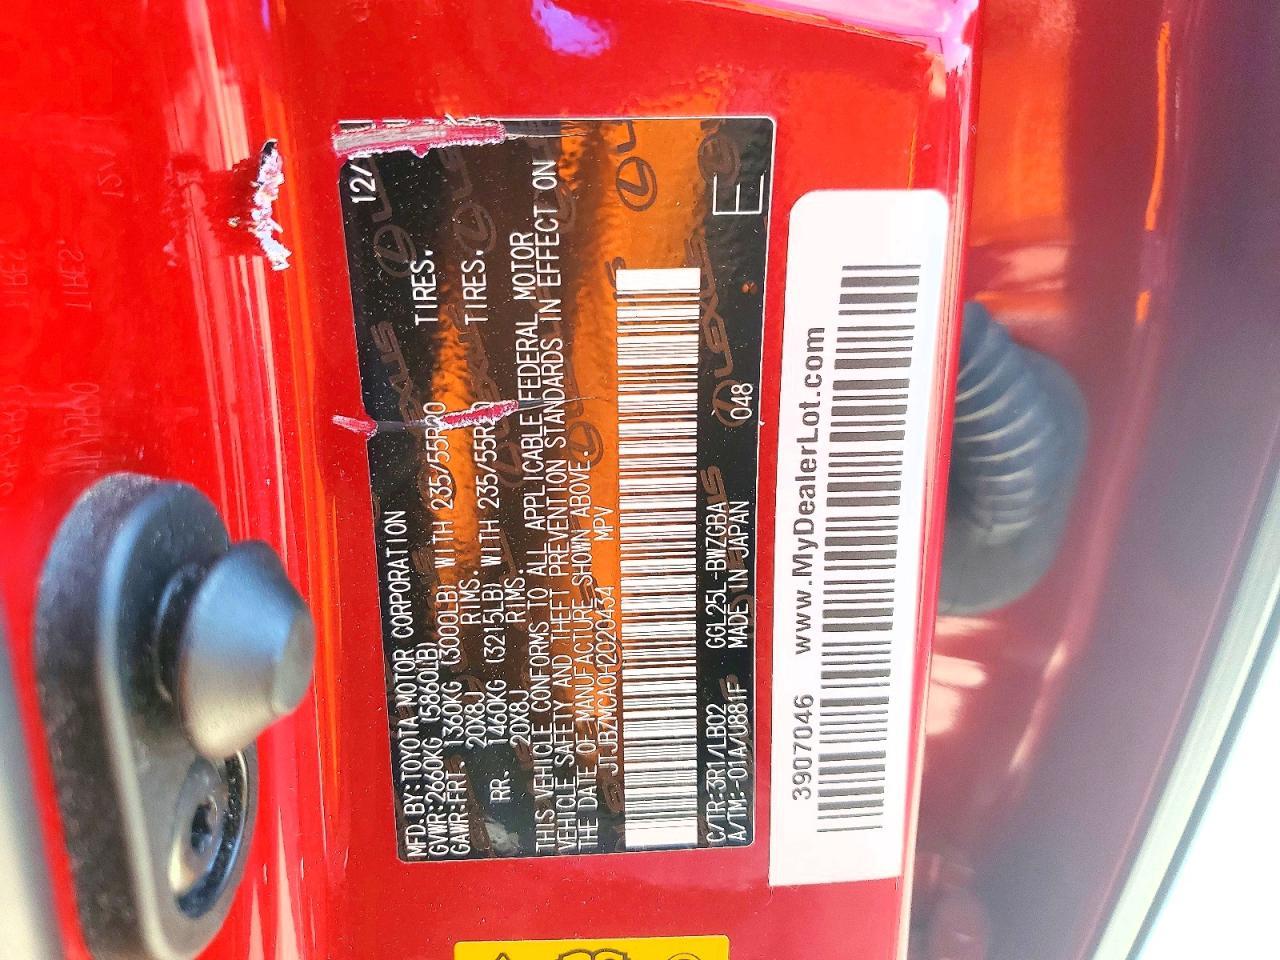 MFD.BY:TOYOTA MOTOR CORPORATION 12/
GVWR:2660KG (5860LB)
GAWR:FRT. 1360KG (3000LB) WITH 235/55R20 TIRES.
20X8J RIMS.
RR. 1460KG (3215LB) WITH 235/55R20 TIRES.
20X8J RIMS.
THIS VEHICLE CONFORMS TO ALL APPLICABLE FEDERAL MOTOR
VEHICLE SAFETY AND THEFT PREVENTION STANDARDS IN EFFECT ON
THE DATE OF MANUFACTURE SHOWN ABOVE.
JTJBZMCA0H2020434 MPV
C/TR:3R1/LB02 GGL25L-BWZGBA
A/TM:-01A/U881F MADE IN JAPAN 048
E
LEXUS
3907046 www.MyDealerLot.com